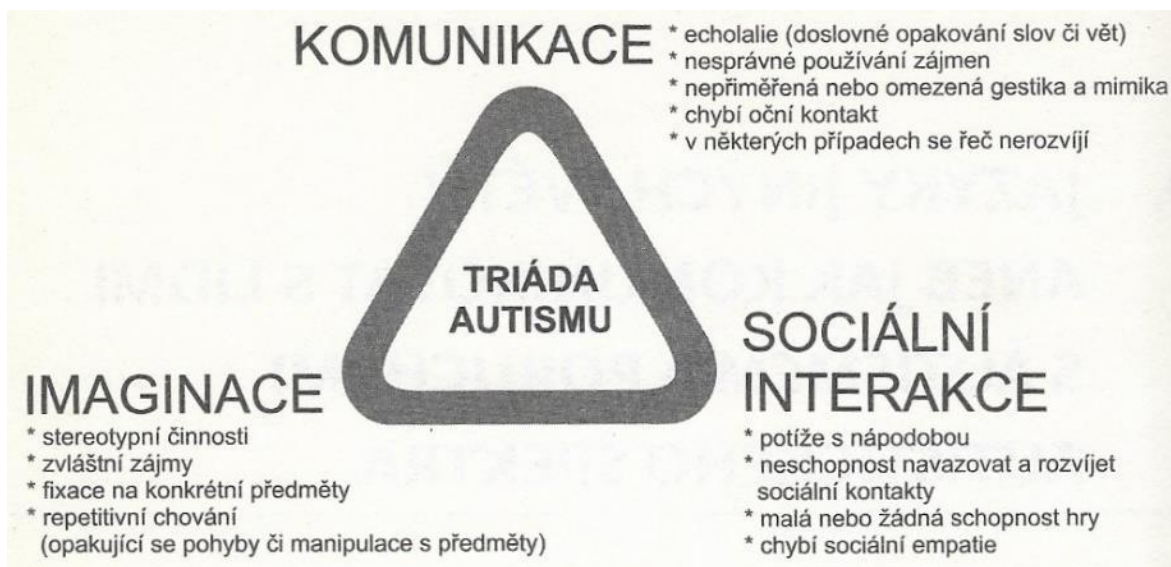 KOMUNIKACE
* echolalie (doslovné opakování slov či vět)
* nesprávné používání zájmen
* nepřiměřená nebo omezená gestika a mimika
* chybí oční kontakt
* v některých případech se řeč nerozvíjí
TRIÁDA
AUTISMU
IMAGINACE
* stereotypní činnosti
* zvláštní zájmy
* fixace na konkrétní předměty
* repetitivní chování
(opakující se pohyby či manipulace s předměty)
SOCIÁLNÍ
INTERAKCE
* potíže s nápodobou
* neschopnost navazovat a rozvíjet
sociální kontakty
* malá nebo žádná schopnost hry
* chybí sociální empatie